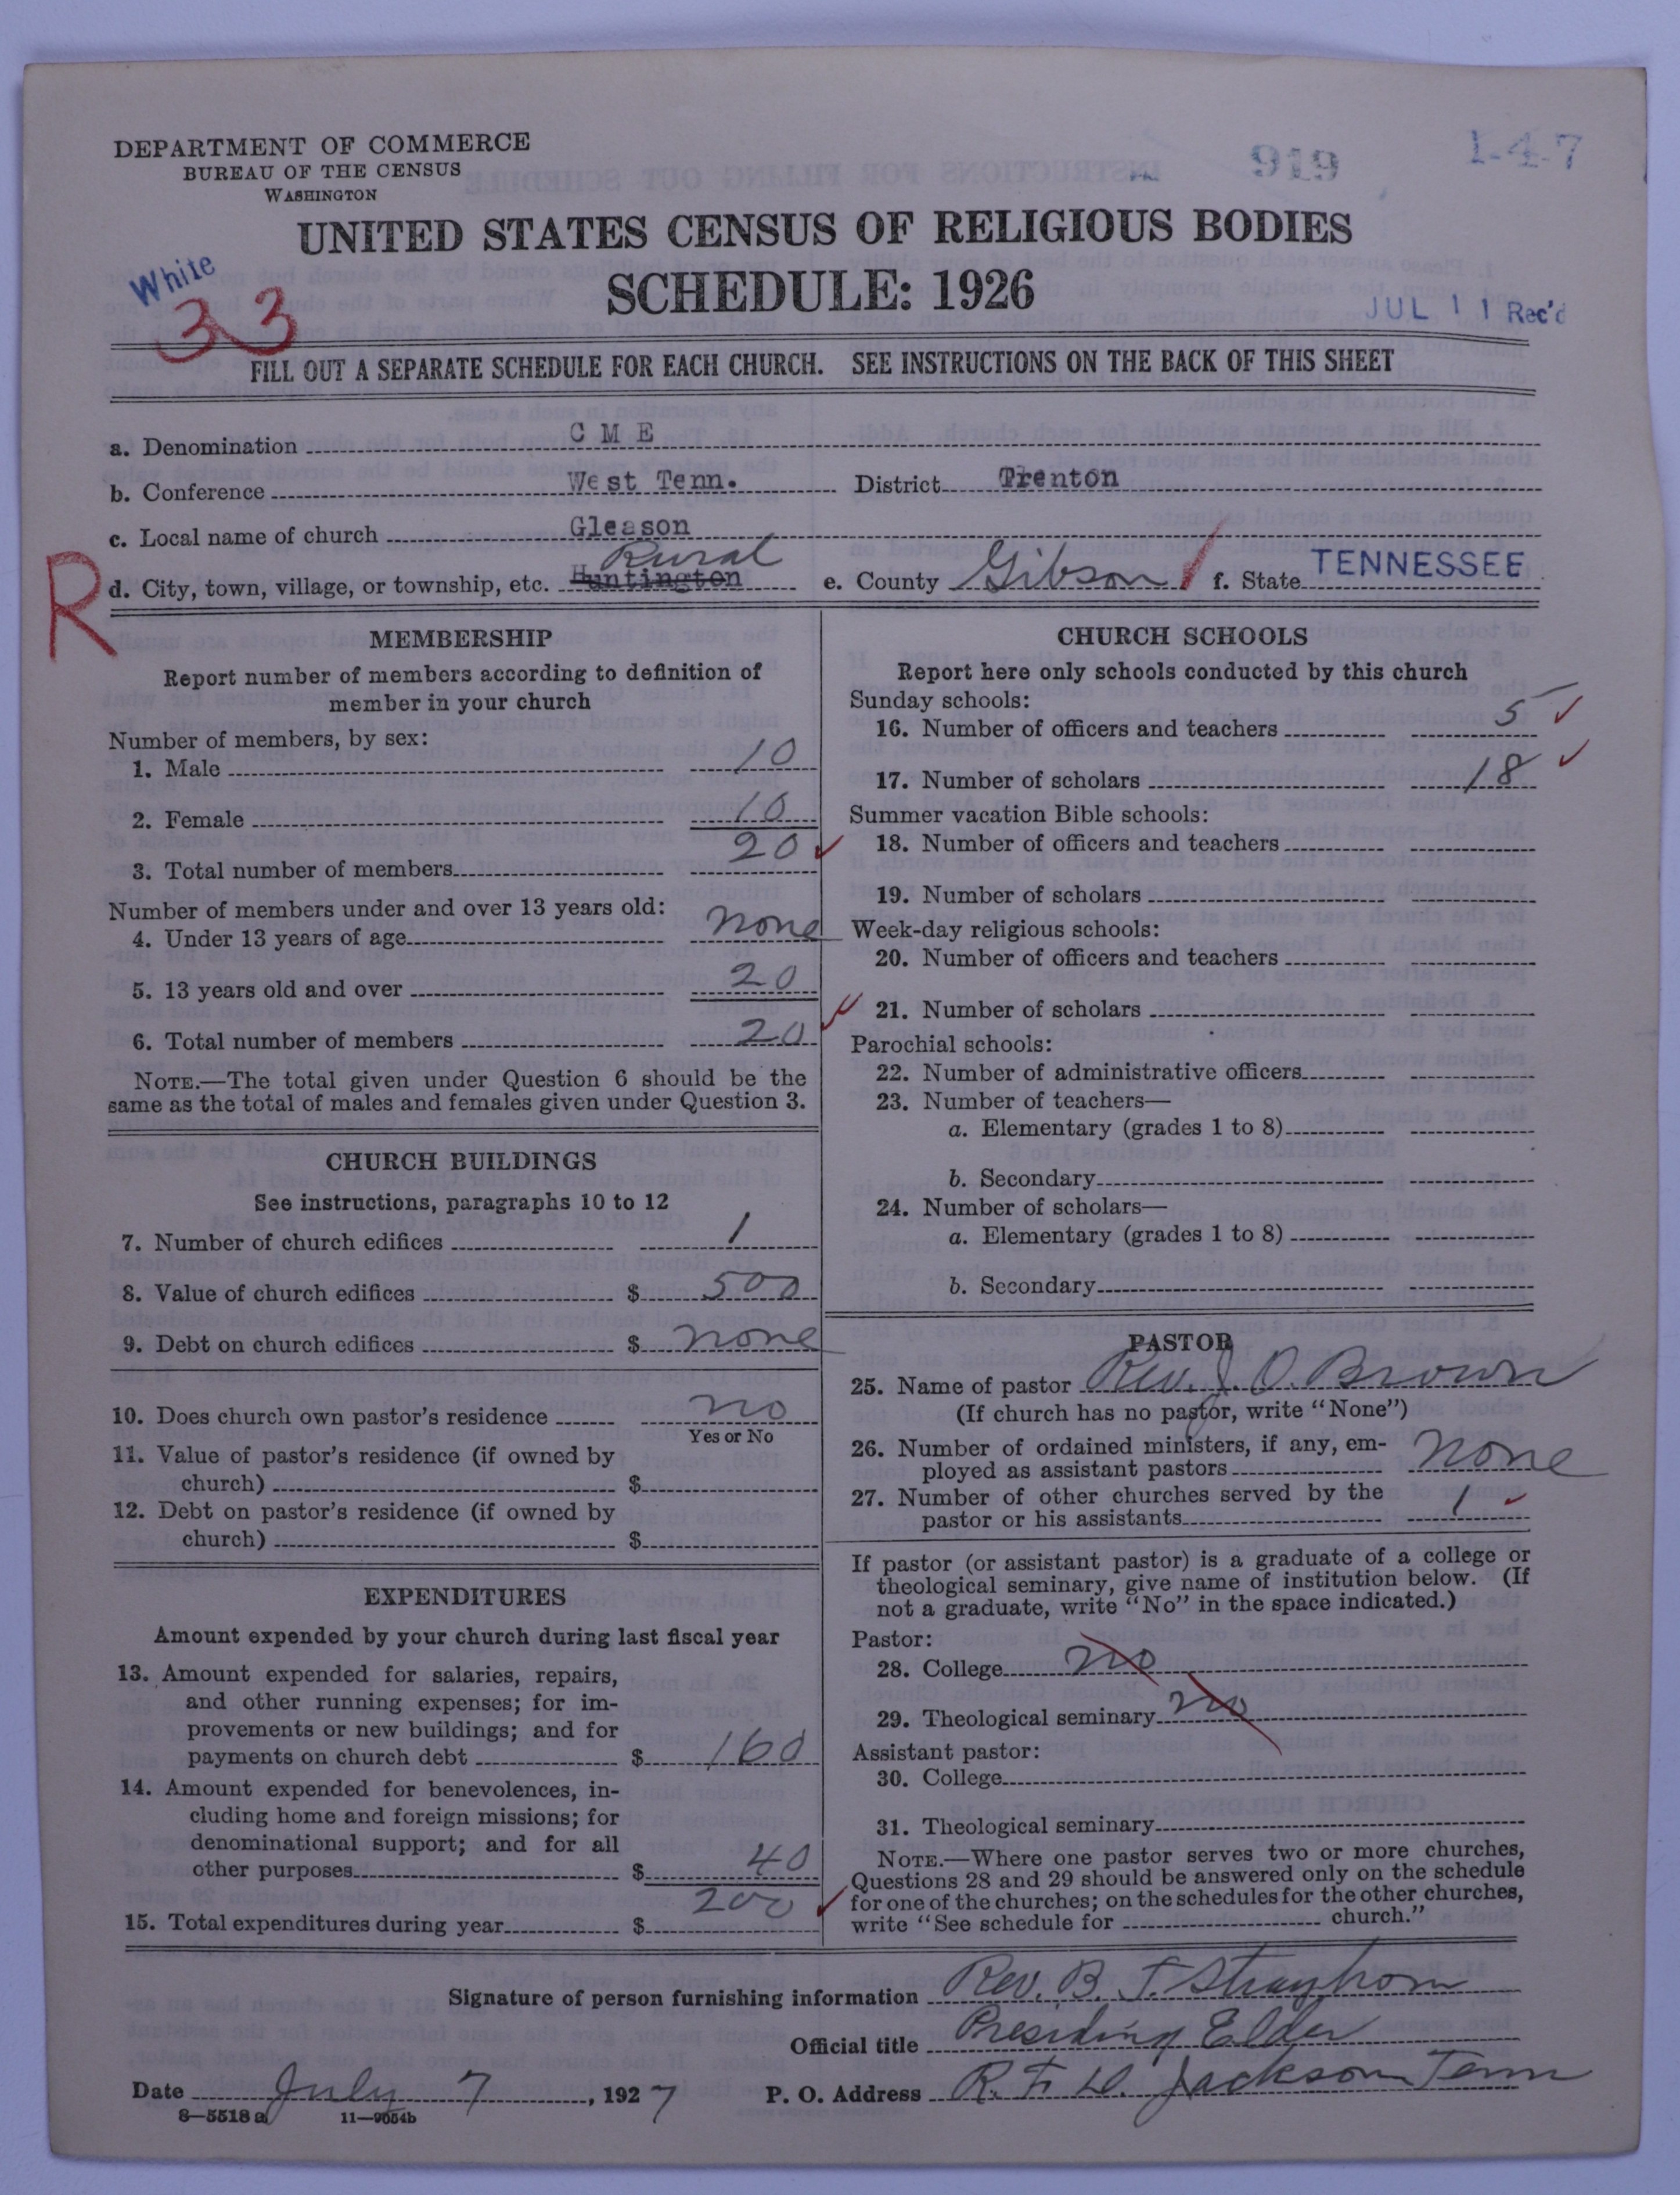 DEPARTMENT OF COMMERCE
BUREAU OF THE CENSUS
WASHINGTON
919
1-4-7
UNITED STATES CENSUS OF RELIGIOUS BODIES
SCHEDULE: 1926
White
33
JUL 11 Rec'd
FILL OUT A SEPARATE SCHEDULE FOR EACH CHURCH. SEE INSTRUCTIONS ON THE BACK OF THIS SHEET
a. Denomination C M E
b. Conference West Tenn. District Trenton
c. Local name of church Gleason
Rural
R d. City, town, village, or township, etc. Huntington e. County Gibson f. State TENNESSEE
MEMBERSHIP
Report number of members according to definition of
member in your church
Number of members, by sex:
1. Male 10
2. Female 10
3. Total number of members 20
Number of members under and over 13 years old:
4. Under 13 years of age none
5. 13 years old and over 20
6. Total number of members 20
NOTE.—The total given under Question 6 should be the
same as the total of males and females given under Question 3.
CHURCH BUILDINGS
See instructions, paragraphs 10 to 12
7. Number of church edifices 1
8. Value of church edifices $ 500
9. Debt on church edifices $ none
10. Does church own pastor's residence no
Yes or No
11. Value of pastor's residence (if owned by
church) $
12. Debt on pastor's residence (if owned by
church) $
EXPENDITURES
Amount expended by your church during last fiscal year
13. Amount expended for salaries, repairs,
and other running expenses; for im-
provements or new buildings; and for
payments on church debt $ 160
14. Amount expended for benevolences, in-
cluding home and foreign missions; for
denominational support; and for all
other purposes $ 40
15. Total expenditures during year $ 200
CHURCH SCHOOLS
Report here only schools conducted by this church
Sunday schools:
16. Number of officers and teachers 5
17. Number of scholars 18
Summer vacation Bible schools:
18. Number of officers and teachers
19. Number of scholars
Week-day religious schools:
20. Number of officers and teachers
21. Number of scholars
Parochial schools:
22. Number of administrative officers
23. Number of teachers—
a. Elementary (grades 1 to 8)
b. Secondary
24. Number of scholars—
a. Elementary (grades 1 to 8)
b. Secondary
PASTOR
25. Name of pastor Rev. J. O. Brown
(If church has no pastor, write "None")
26. Number of ordained ministers, if any, em-
ployed as assistant pastors none
27. Number of other churches served by the
pastor or his assistants 1
If pastor (or assistant pastor) is a graduate of a college or
theological seminary, give name of institution below. (If
not a graduate, write "No" in the space indicated.)
Pastor:
28. College no
29. Theological seminary no
Assistant pastor:
30. College
31. Theological seminary
NOTE.—Where one pastor serves two or more churches,
Questions 28 and 29 should be answered only on the schedule
for one of the churches; on the schedules for the other churches,
write "See schedule for church."
Signature of person furnishing information Rev. B. F. Strayhorn
Official title Presiding Elder
Date July 7, 1927 P. O. Address R. F. D. Jackson Tenn
8—5518a 11—9054b